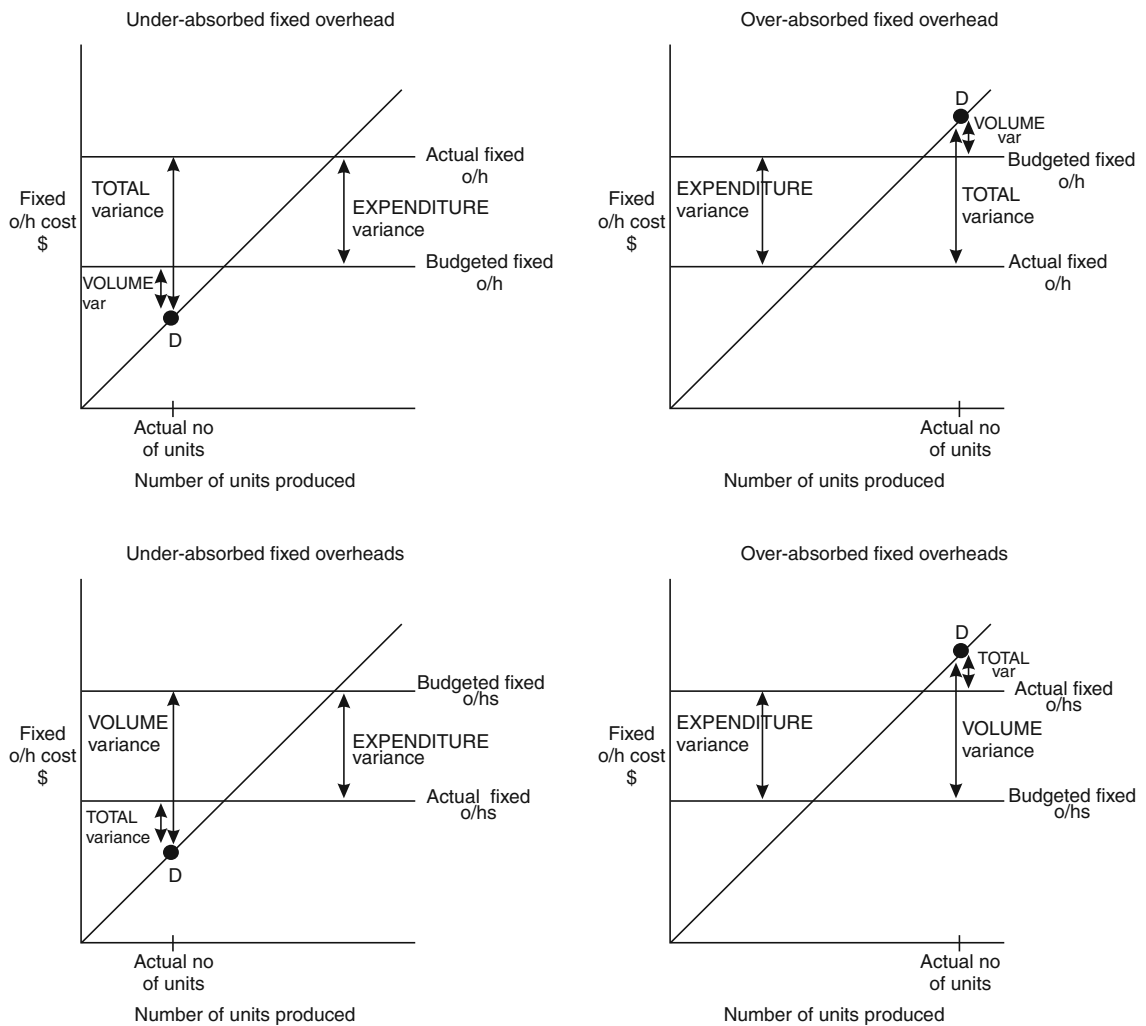 Under-absorbed fixed overhead
Actual fixed
o/h
TOTAL
variance
Fixed
o/h cost
$
EXPENDITURE
variance
Budgeted fixed
o/h
VOLUME
var
D
Actual no
of units
Number of units produced
Over-absorbed fixed overhead
D
VOLUME
var
Budgeted fixed
o/h
EXPENDITURE
variance
Fixed
o/h cost
$
TOTAL
variance
Actual fixed
o/h
Actual no
of units
Number of units produced
Under-absorbed fixed overheads
Budgeted fixed
o/hs
VOLUME
variance
Fixed
o/h cost
$
EXPENDITURE
variance
Actual fixed
o/hs
TOTAL
variance
D
Actual no
of units
Number of units produced
Over-absorbed fixed overheads
D
TOTAL
var
Actual fixed
o/hs
EXPENDITURE
variance
Fixed
o/h cost
$
VOLUME
variance
Budgeted fixed
o/hs
Actual no
of units
Number of units produced